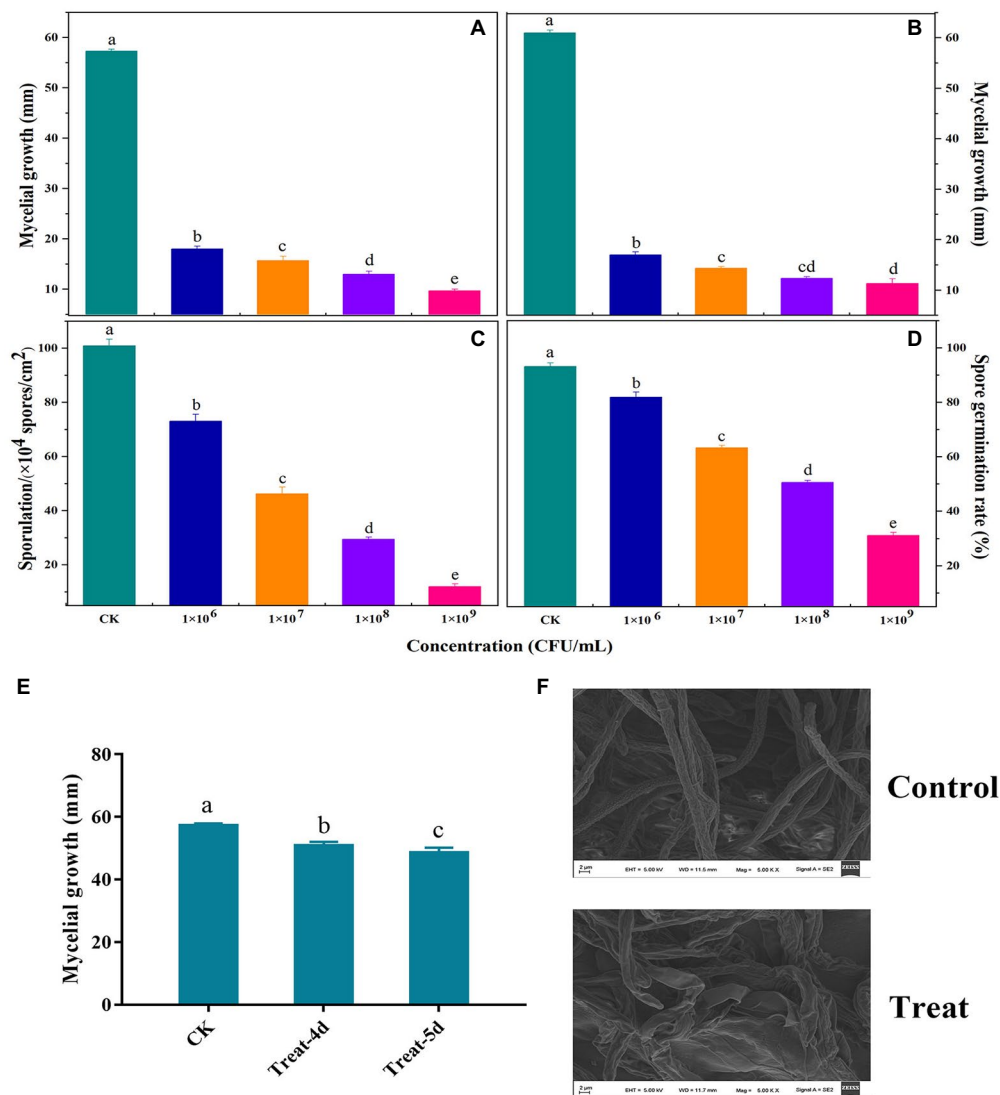 A
B
Mycelial growth (mm)
60
50
40
30
20
10
a
b
c
d
e
a
b
c
cd
d
60
50
40
30
20
10
Mycelial growth (mm)
C
D
Sporulation/(×10⁴ spores/cm²)
100
80
60
40
20
a
b
c
d
e
a
b
c
d
e
100
80
60
40
20
Spore germination rate (%)
CK 1×10⁶ 1×10⁷ 1×10⁸ 1×10⁹
CK 1×10⁶ 1×10⁷ 1×10⁸ 1×10⁹
Concentration (CFU/mL)
E
Mycelial growth (mm)
80
60
40
20
0
a
b
c
CK
Treat-4d
Treat-5d
F
2 µm EHT = 5.00 kV WD = 11.5 mm Mag = 5.00 K X Signal A = SE2 ZEISS
Control
2 µm EHT = 5.00 kV WD = 11.7 mm Mag = 5.00 K X Signal A = SE2 ZEISS
Treat